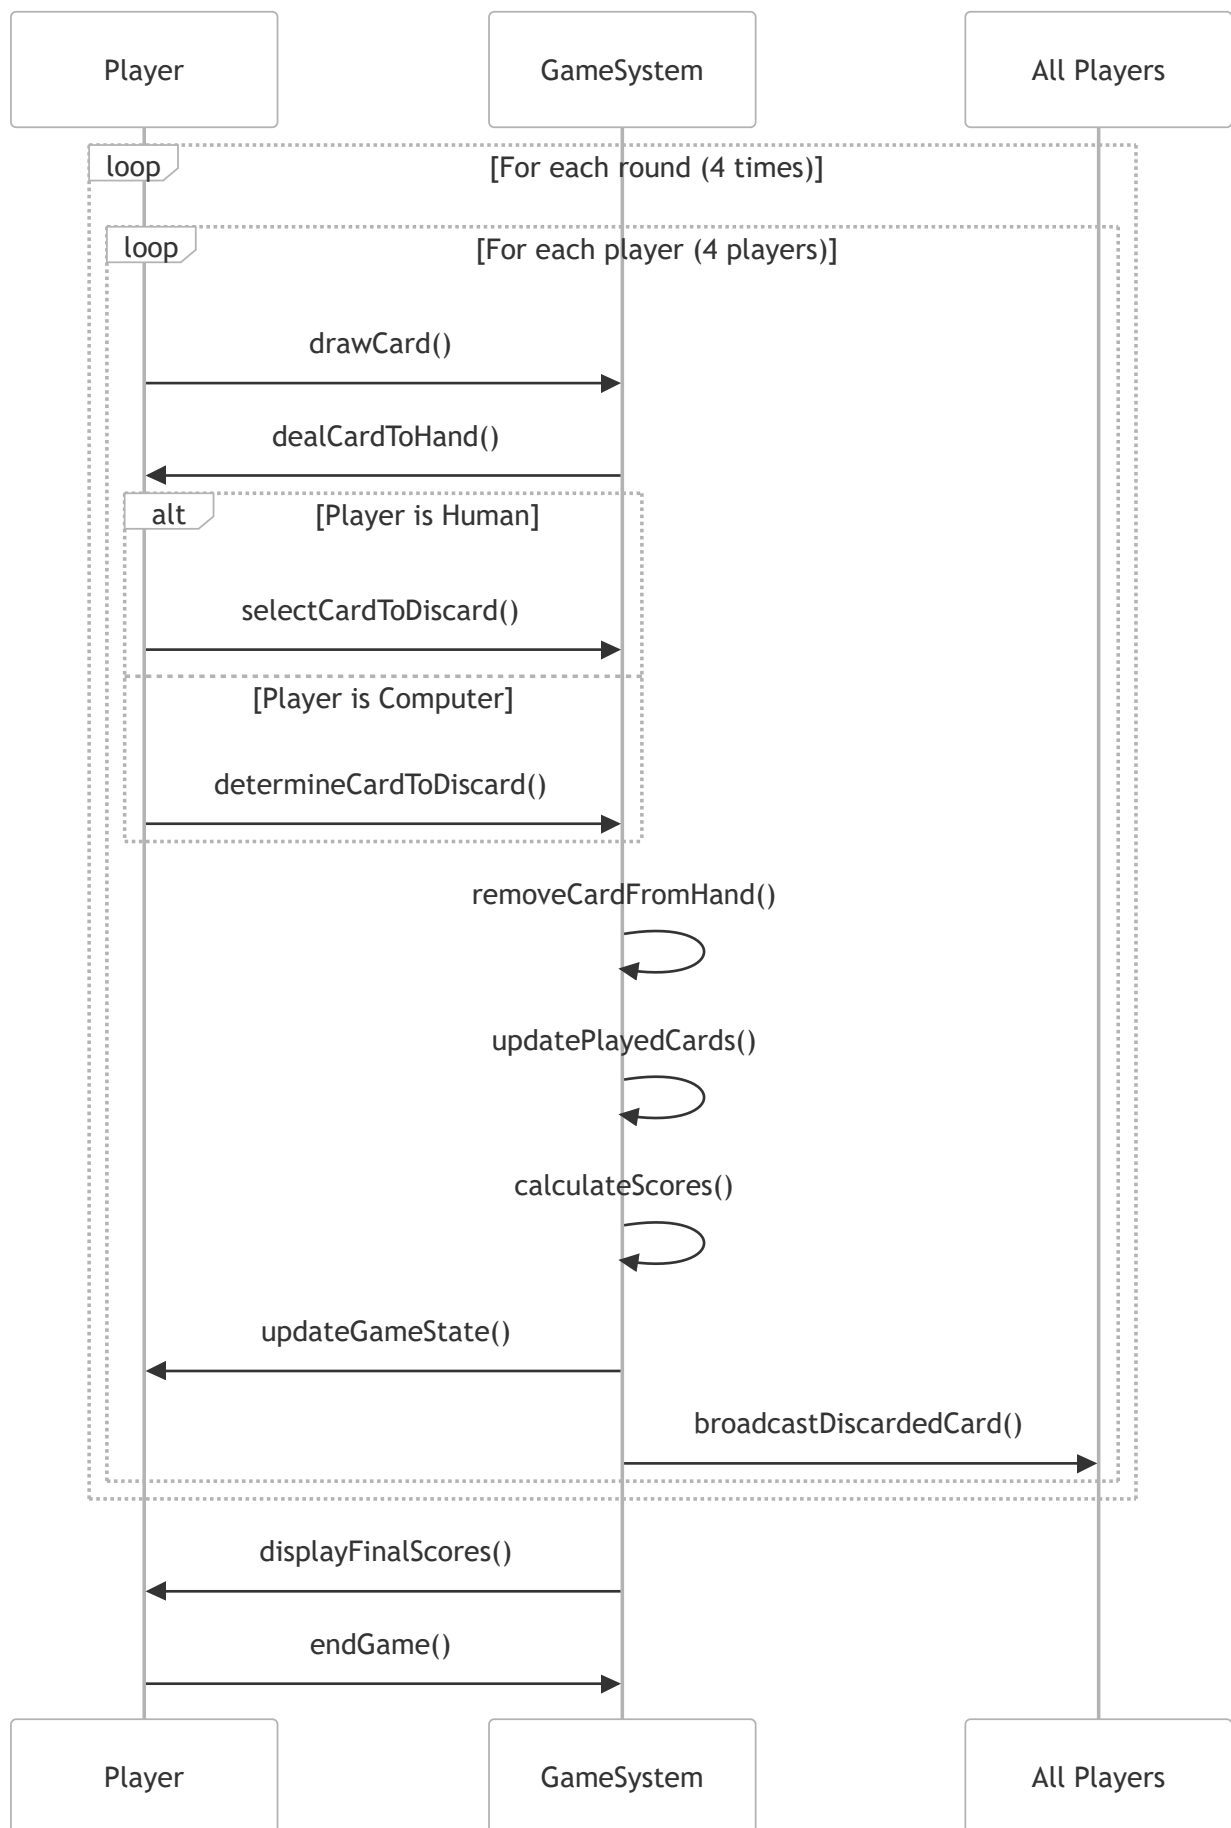 Player
GameSystem
All Players
loop
[For each round (4 times)]
loop
[For each player (4 players)]
drawCard()
dealCardToHand()
alt
[Player is Human]
selectCardToDiscard()
[Player is Computer]
determineCardToDiscard()
removeCardFromHand()
updatePlayedCards()
calculateScores()
updateGameState()
broadcastDiscardedCard()
displayFinalScores()
endGame()
Player
GameSystem
All Players